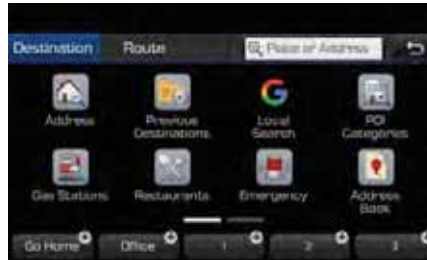 Destination Route Place or Address
Address Previous Destinations Local Search POI Categories
Gas Stations Restaurants Emergency Address Book
Go Home Office 1 2 3